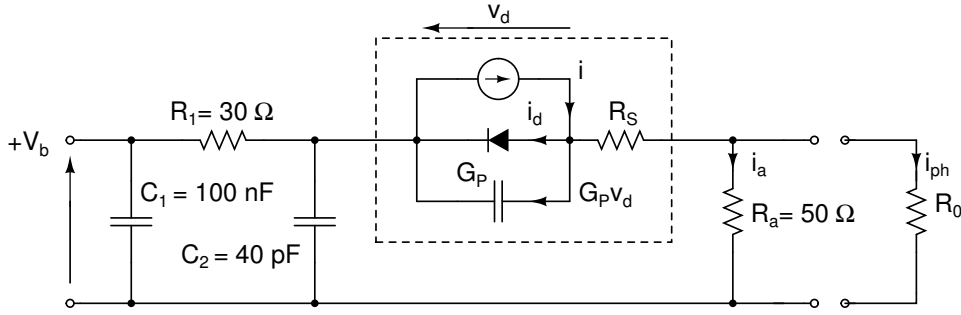 v_d
i
R_1= 30 Ω
i_d
R_S
+V_b
G_P
G_Pv_d
i_a
i_ph
C_1 = 100 nF
R_a= 50 Ω
R_0
C_2 = 40 pF